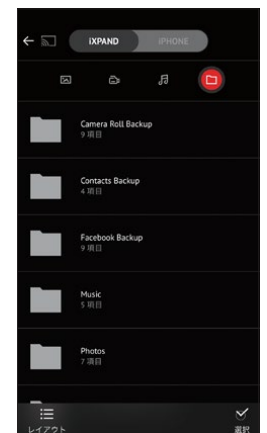 iXPAND IPHONE
Camera Roll Backup
9 項目
Contacts Backup
4 項目
Facebook Backup
9 項目
Music
5 項目
Photos
7 項目
レイアウト 選択